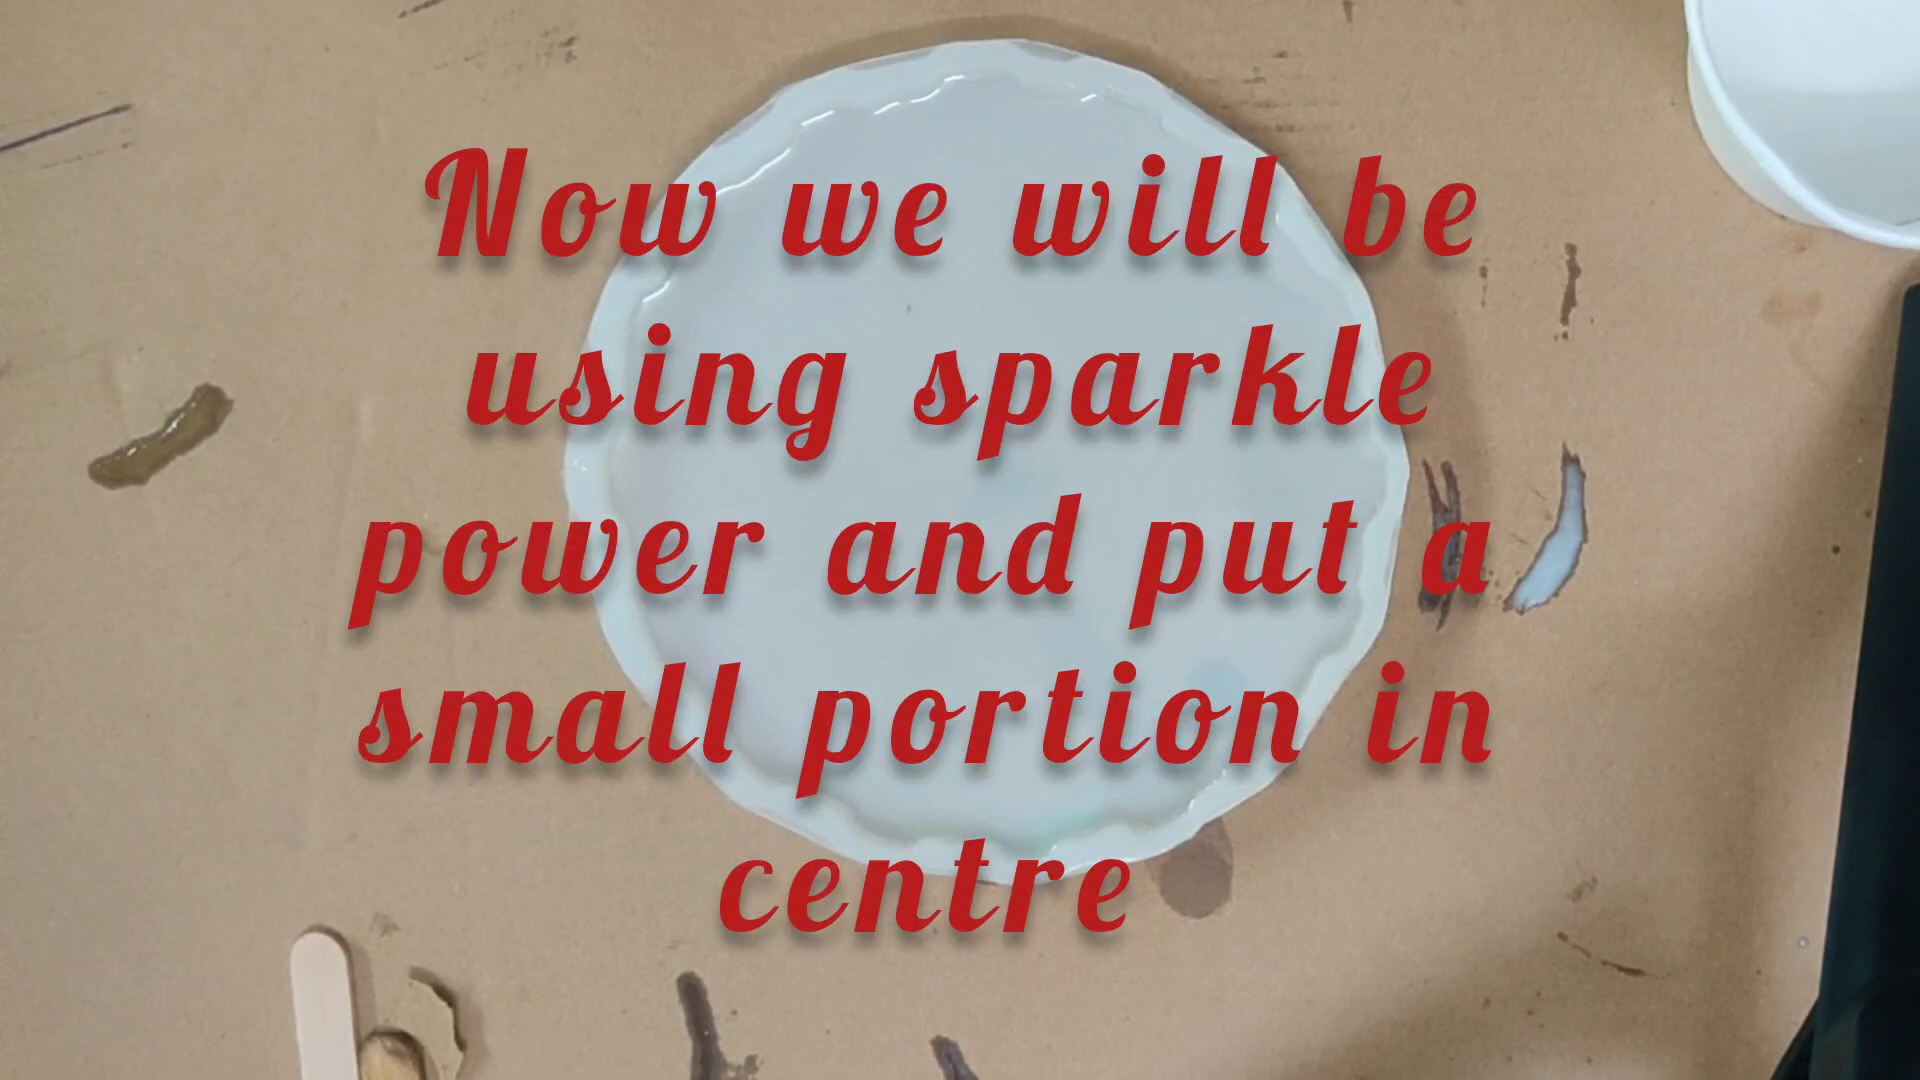 Now we will be
using sparkle
power and put a
small portion in
centre